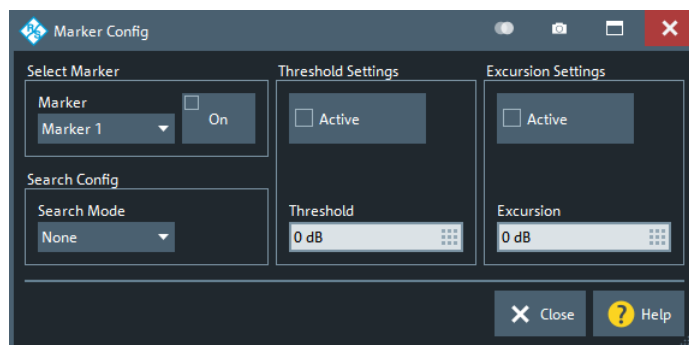 R S
Marker Config
Select Marker
Marker
Marker 1
On
Search Config
Search Mode
None
Threshold Settings
Active
Threshold
0 dB
Excursion Settings
Active
Excursion
0 dB
Close
? Help